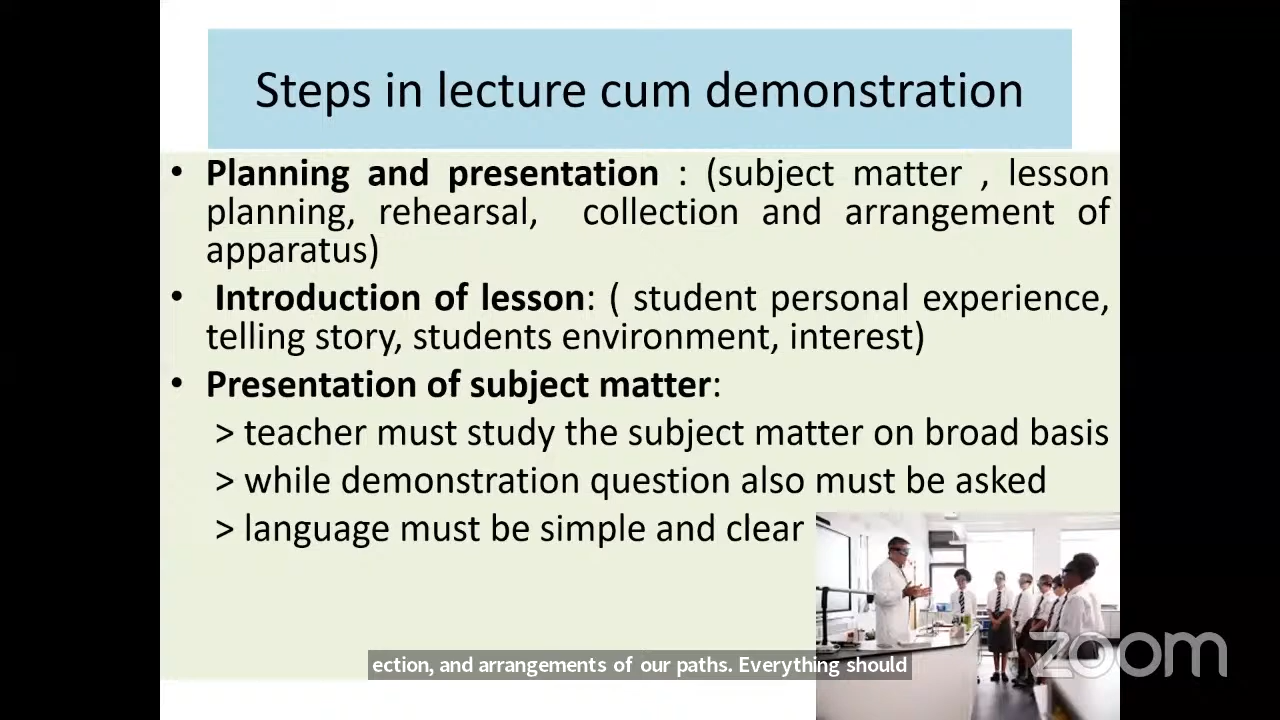 Steps in lecture cum demonstration
• Planning and presentation : (subject matter , lesson
planning, rehearsal, collection and arrangement of
apparatus)
• Introduction of lesson: ( student personal experience,
telling story, students environment, interest)
• Presentation of subject matter:
> teacher must study the subject matter on broad basis
> while demonstration question also must be asked
> language must be simple and clear
ection, and arrangements of our paths. Everything should
zoom